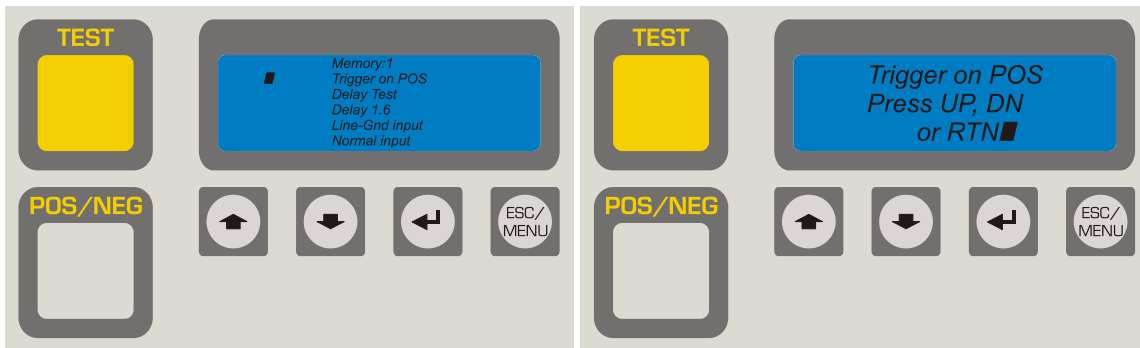 TEST
Memory:1
Trigger on POS
Delay Test
Delay 1.6
Line-Gnd input
Normal input
POS/NEG
ESC/
MENU
TEST
Trigger on POS
Press UP, DN
or RTN
POS/NEG
ESC/
MENU